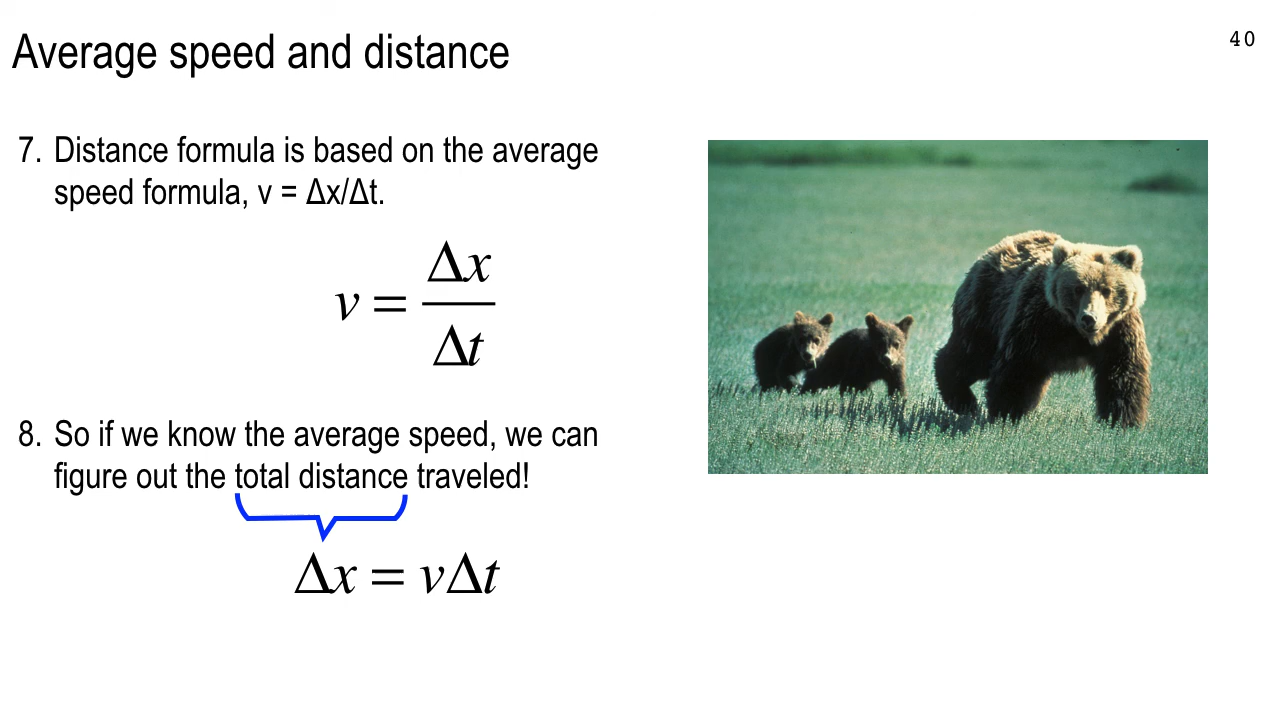 Average speed and distance
40
7. Distance formula is based on the average
speed formula, v = Δx/Δt.
v = Δx/Δt
8. So if we know the average speed, we can
figure out the total distance traveled!
Δx = vΔt